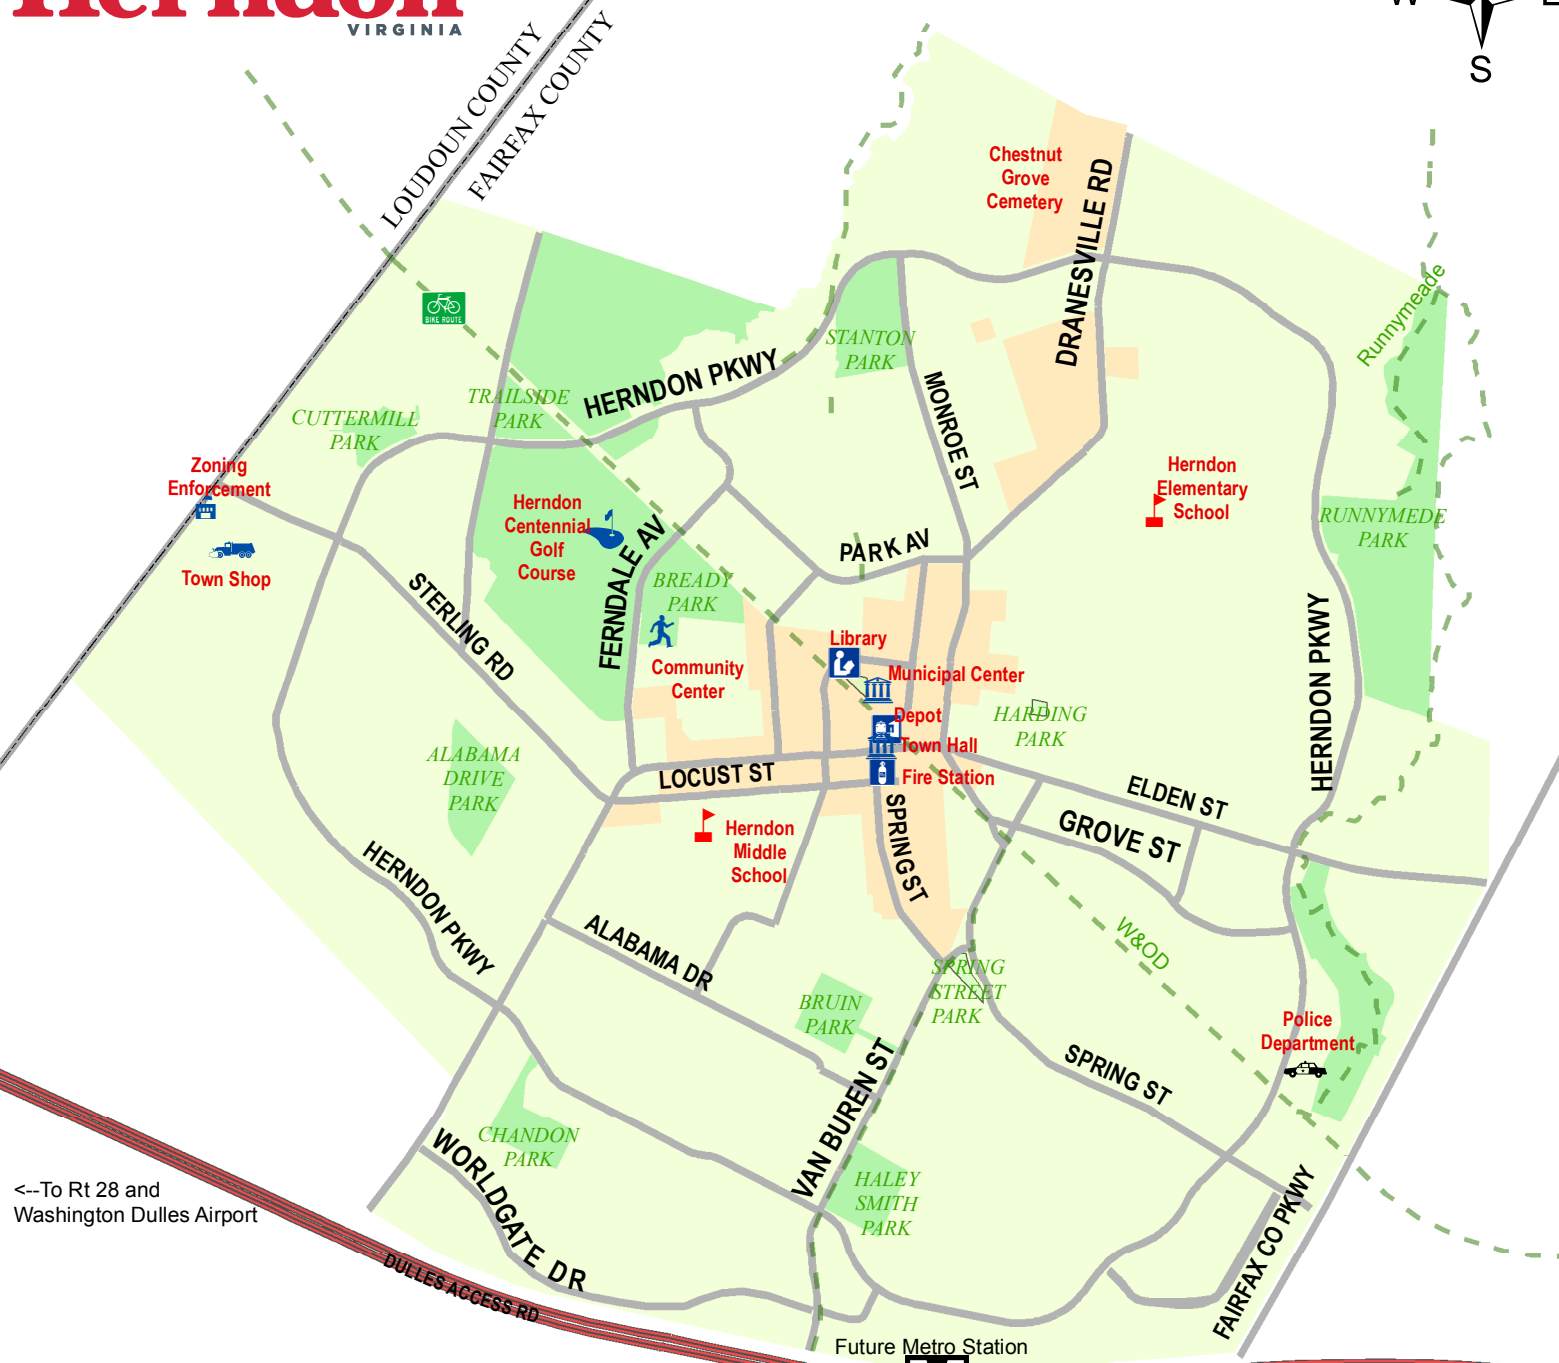 Herndon
VIRGINIA
W
E
S
LOUDOUN COUNTY
FAIRFAX COUNTY
Chestnut
Grove
Cemetery
DRANESVILLE RD
BIKE ROUTE
Runnymeade
STANTON
PARK
HERNDON PKWY
MONROE ST
TRAILSIDE
PARK
CUTTERMILL
PARK
Zoning
Enforcement
Town Shop
Herndon
Centennial
Golf
Course
Herndon
Elementary
School
RUNNYMEDE
PARK
PARK AV
FERNDALE AV
BREADY
PARK
STERLING RD
Community
Center
Library
Municipal Center
Depot
Town Hall
Fire Station
HARDING
PARK
HERNDON PKWY
ALABAMA
DRIVE
PARK
LOCUST ST
ELDEN ST
GROVE ST
SPRING ST
Herndon
Middle
School
HERNDON PKWY
ALABAMA DR
W&OD
SPRING
STREET
PARK
BRUIN
PARK
Police
Department
SPRING ST
VAN BUREN ST
CHANDON
PARK
WORLDGATE DR
HALEY
SMITH
PARK
FAIRFAX CO PKWY
<--To Rt 28 and
Washington Dulles Airport
DULLES ACCESS RD
Future Metro Station